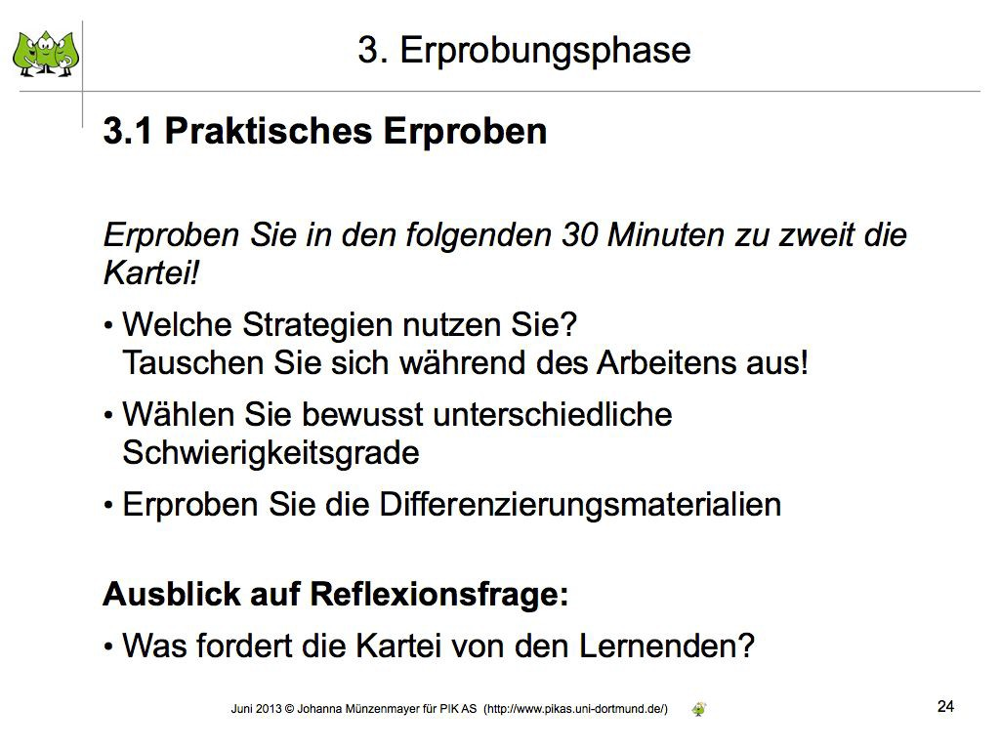 3. Erprobungsphase
3.1 Praktisches Erproben
Erproben Sie in den folgenden 30 Minuten zu zweit die
Kartei!
• Welche Strategien nutzen Sie?
Tauschen Sie sich während des Arbeitens aus!
• Wählen Sie bewusst unterschiedliche
Schwierigkeitsgrade
• Erproben Sie die Differenzierungsmaterialien
Ausblick auf Reflexionsfrage:
• Was fordert die Kartei von den Lernenden?
Juni 2013 © Johanna Münzenmayer für PIK AS (http://www.pikas.uni-dortmund.de/)
24